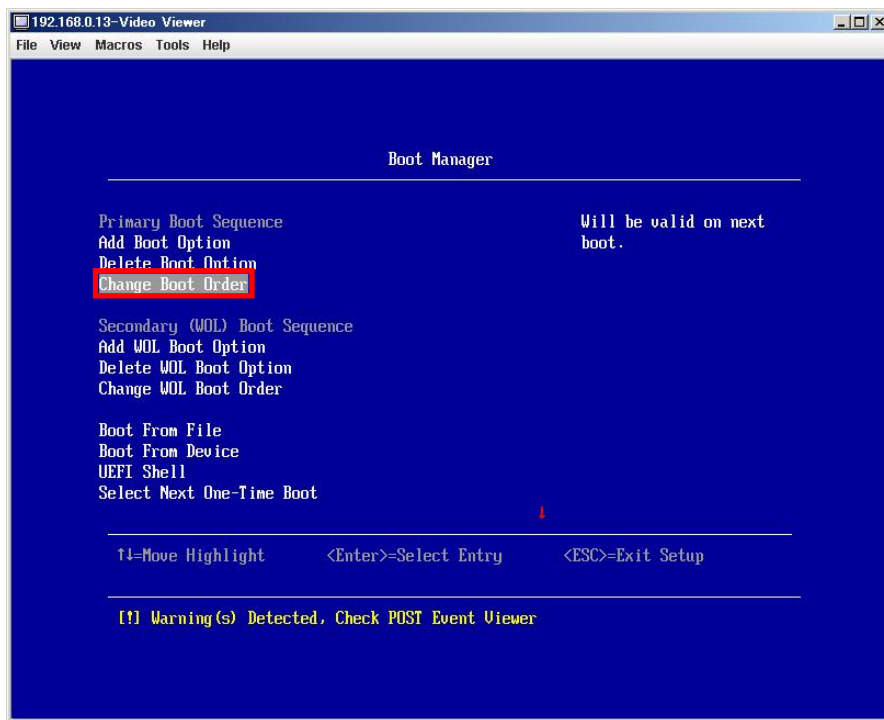 192.168.0.13-Video Viewer
File View Macros Tools Help
Boot Manager
Primary Boot Sequence
Add Boot Option
Delete Boot Option
Change Boot Order
Will be valid on next
boot.
Secondary (WOL) Boot Sequence
Add WOL Boot Option
Delete WOL Boot Option
Change WOL Boot Order
Boot From File
Boot From Device
UEFI Shell
Select Next One-Time Boot
↓
↑↓=Move Highlight <Enter>=Select Entry <ESC>=Exit Setup
[!] Warning(s) Detected, Check POST Event Viewer